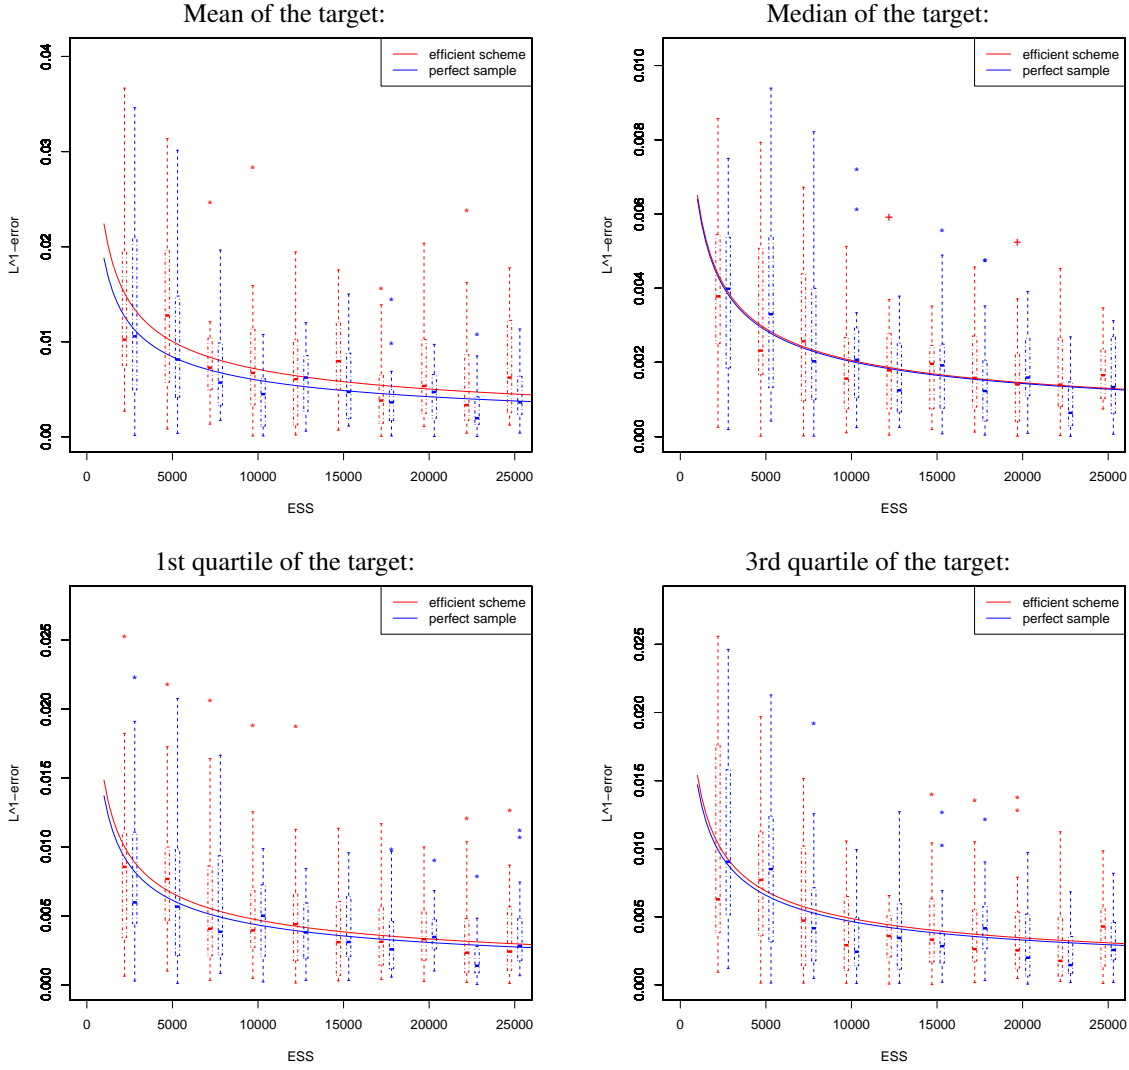 Mean of the target:
efficient scheme
perfect sample
0.04
0.03
0.02
0.01
0.00
L^1−error
0 5000 10000 15000 20000 25000
ESS
Median of the target:
efficient scheme
perfect sample
0.010
0.008
0.006
0.004
0.002
0.000
L^1−error
0 5000 10000 15000 20000 25000
ESS
1st quartile of the target:
efficient scheme
perfect sample
0.025
0.020
0.015
0.010
0.005
0.000
L^1−error
0 5000 10000 15000 20000 25000
ESS
3rd quartile of the target:
efficient scheme
perfect sample
0.025
0.020
0.015
0.010
0.005
0.000
L^1−error
0 5000 10000 15000 20000 25000
ESS